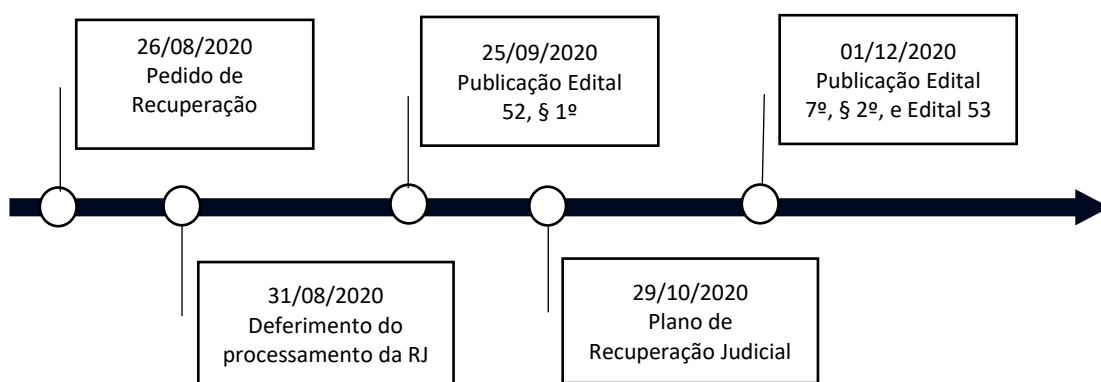 26/08/2020
Pedido de
Recuperação
25/09/2020
Publicação Edital
52, § 1º
01/12/2020
Publicação Edital
7º, § 2º, e Edital 53
31/08/2020
Deferimento do
processamento da RJ
29/10/2020
Plano de
Recuperação Judicial